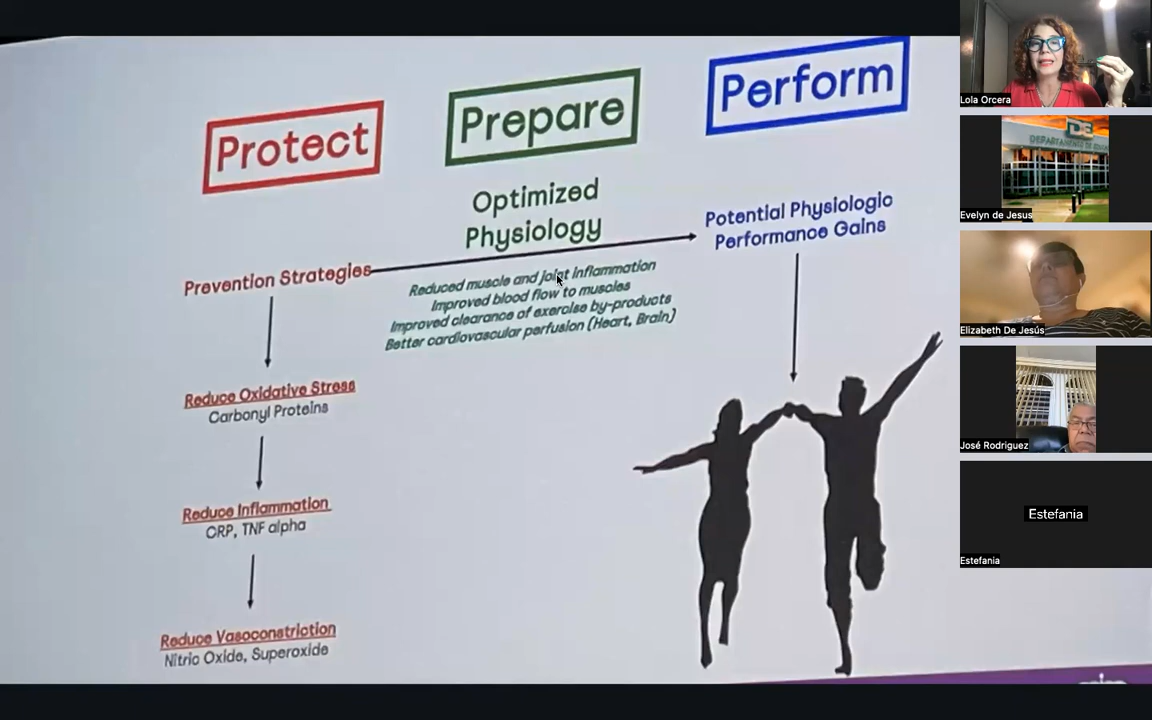 Protect
Prepare
Perform
Optimized
Physiology
Potential Physiologic
Performance Gains
Prevention Strategies
Reduced muscle and joint inflammation
Improved blood flow to muscles
Improved clearance of exercise by-products
Better cardiovascular perfusion (Heart, Brain)
Reduce Oxidative Stress
Carbonyl Proteins
Reduce Inflammation
CRP, TNF alpha
Reduce Vasoconstriction
Nitric Oxide, Superoxide
Lola Orcera
DE
DEPARTAMENTO DE
Evelyn de Jesus
Elizabeth De Jesús
José Rodriguez
Estefania
Estefania